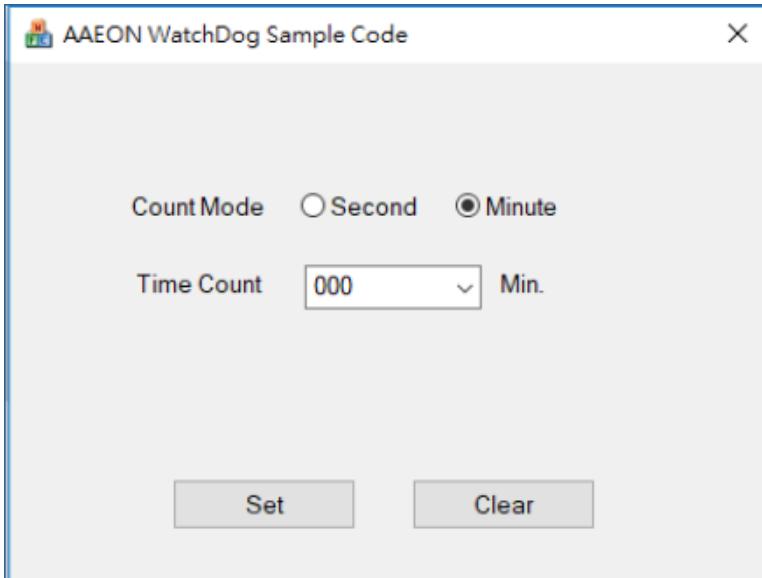 AAEON WatchDog Sample Code
Count Mode Second Minute
Time Count 000 Min.
Set Clear